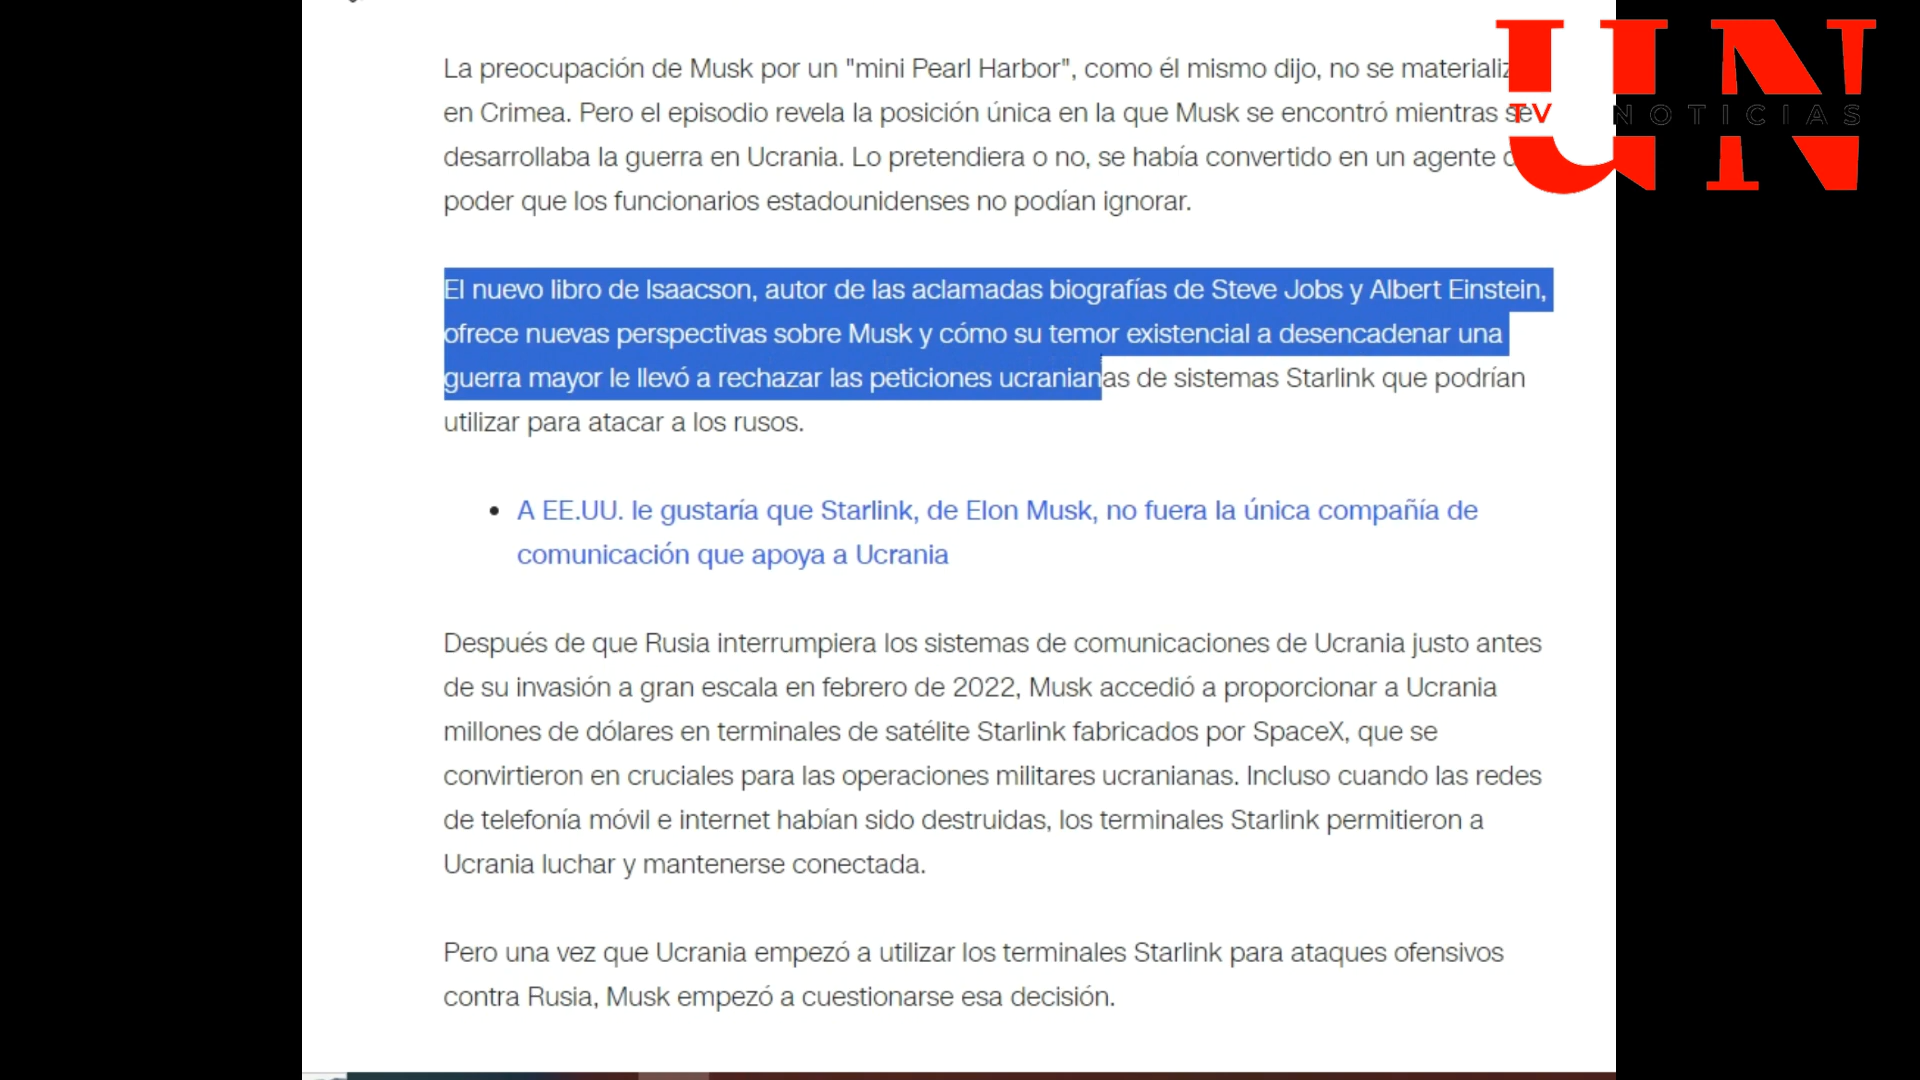 La preocupación de Musk por un "mini Pearl Harbor", como él mismo dijo, no se materializ
en Crimea. Pero el episodio revela la posición única en la que Musk se encontró mientras se
desarrollaba la guerra en Ucrania. Lo pretendiera o no, se había convertido en un agente
poder que los funcionarios estadounidenses no podían ignorar.
El nuevo libro de Isaacson, autor de las aclamadas biografías de Steve Jobs y Albert Einstein,
ofrece nuevas perspectivas sobre Musk y cómo su temor existencial a desencadenar una
guerra mayor le llevó a rechazar las peticiones ucranianas de sistemas Starlink que podrían
utilizar para atacar a los rusos.
• A EE.UU. le gustaría que Starlink, de Elon Musk, no fuera la única compañía de
comunicación que apoya a Ucrania
Después de que Rusia interrumpiera los sistemas de comunicaciones de Ucrania justo antes
de su invasión a gran escala en febrero de 2022, Musk accedió a proporcionar a Ucrania
millones de dólares en terminales de satélite Starlink fabricados por SpaceX, que se
convirtieron en cruciales para las operaciones militares ucranianas. Incluso cuando las redes
de telefonía móvil e internet habían sido destruidas, los terminales Starlink permitieron a
Ucrania luchar y mantenerse conectada.
Pero una vez que Ucrania empezó a utilizar los terminales Starlink para ataques ofensivos
contra Rusia, Musk empezó a cuestionarse esa decisión.
UN
TV NOTICIAS